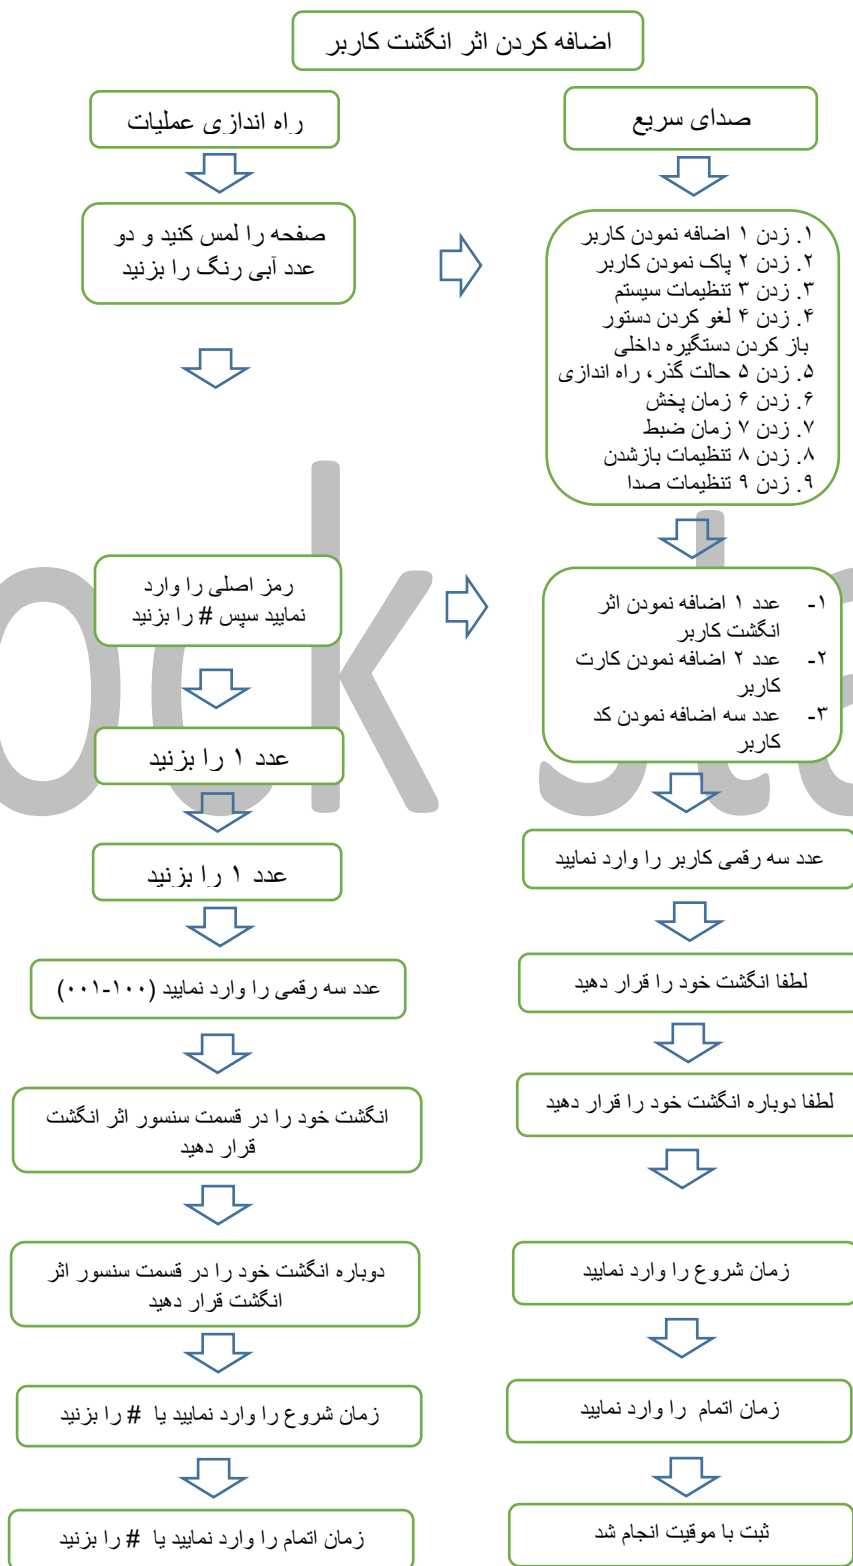 اضافه کردن اثر انگشت کاربر
صدای سریع
راه اندازی عملیات
۱. زدن ۱ اضافه نمودن کاربر
۲. زدن ۲ پاک نمودن کاربر
۳. زدن ۳ تنظیمات سیستم
۴. زدن ۴ لغو کردن دستور
باز کردن دستگیره داخلی
۵. زدن ۵ حالت گذر، راه اندازی
۶. زدن ۶ زمان پخش
۷. زدن ۷ زمان ضبط
۸. زدن ۸ تنظیمات بازشدن
۹. زدن ۹ تنظیمات صدا
صفحه را لمس کنید و دو
عدد آبی رنگ را بزنید
۱- عدد ۱ اضافه نمودن اثر
انگشت کاربر
۲- عدد ۲ اضافه نمودن کارت
کاربر
۳- عدد سه اضافه نمودن کد
کاربر
رمز اصلی را وارد
نمایید سپس # را بزنید
عدد ۱ را بزنید
عدد سه رقمی کاربر را وارد نمایید
عدد ۱ را بزنید
لطفا انگشت خود را قرار دهید
عدد سه رقمی را وارد نمایید (۱۰۰-۰۰۱)
لطفا دوباره انگشت خود را قرار دهید
انگشت خود را در قسمت سنسور اثر انگشت
قرار دهید
زمان شروع را وارد نمایید
دوباره انگشت خود را در قسمت سنسور اثر
انگشت قرار دهید
زمان اتمام را وارد نمایید
زمان شروع را وارد نمایید یا # را بزنید
ثبت با موقیت انجام شد
زمان اتمام را وارد نمایید یا # را بزنید